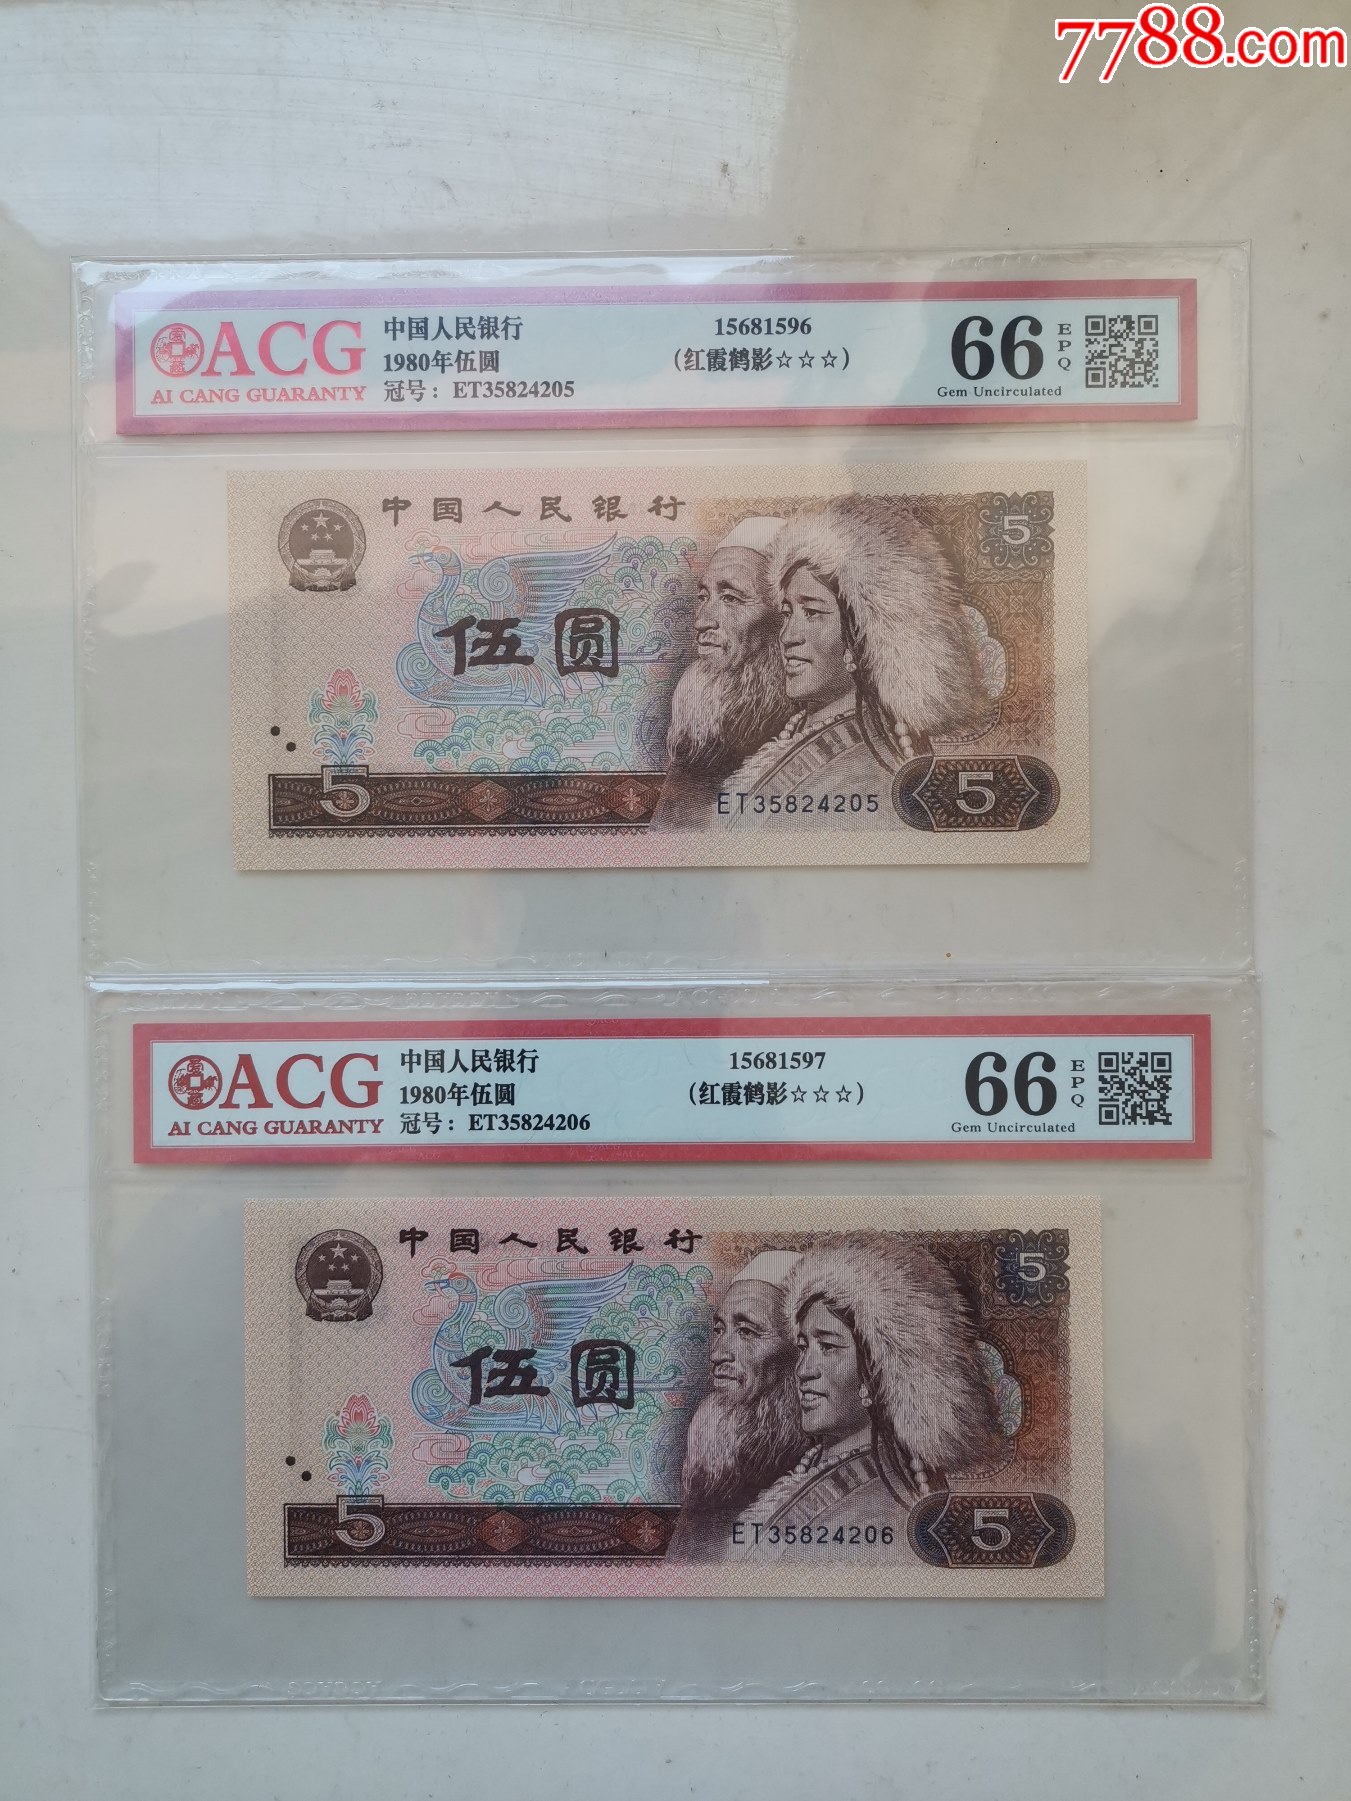 7788.com
ACG
AI CANG GUARANTY
中国人民银行
1980年伍圆
冠号： ET35824205
15681596
（红霞鹤影☆☆☆）
66
EPQ
Gem Uncirculated
中国人民银行
5
伍圆
5
ET35824205
5
ACG
AI CANG GUARANTY
中国人民银行
1980年伍圆
冠号： ET35824206
15681597
（红霞鹤影☆☆☆）
66
EPQ
Gem Uncirculated
中国人民银行
5
伍圆
5
ET35824206
5